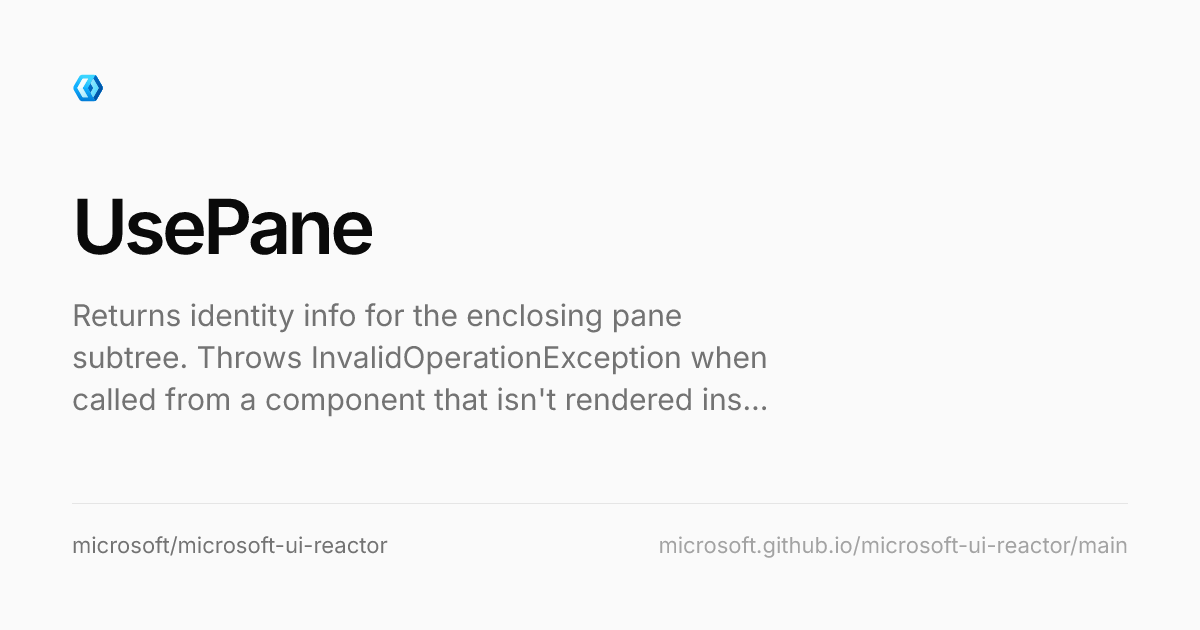 UsePane
Returns identity info for the enclosing pane
subtree. Throws InvalidOperationException when
called from a component that isn't rendered ins...
microsoft/microsoft-ui-reactor
microsoft.github.io/microsoft-ui-reactor/main